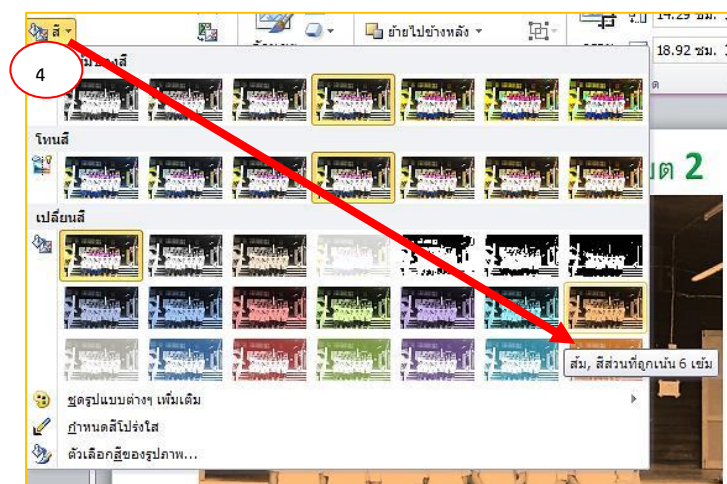 สี
ย้ายไปข้างหลัง
14.29 ซม.
18.92 ซม.
4
โทนสี
เปลี่ยนสี
ขต 2
ส้ม, สีส่วนที่ถูกเน้น 6 เข้ม
ชุดรูปแบบต่างๆ เพิ่มเติม
กำหนดสีโปร่งใส
ตัวเลือกสีของรูปภาพ...